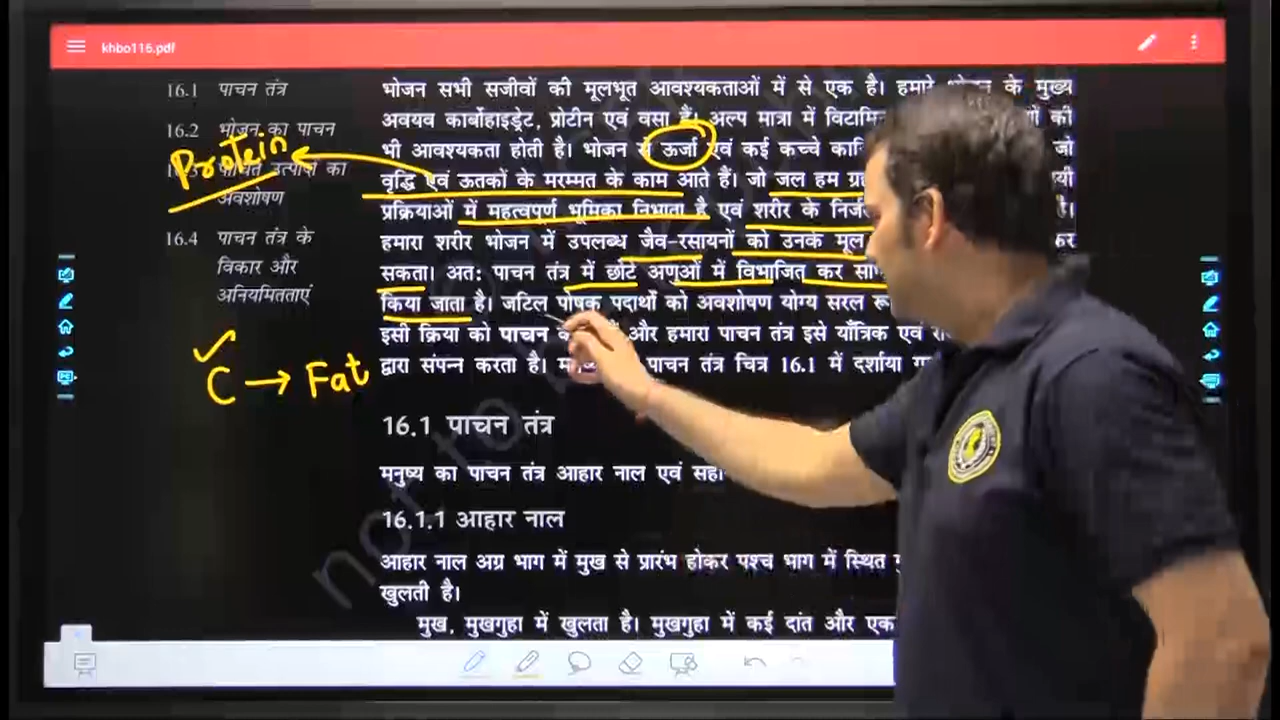 khbo116.pdf
16.1 पाचन तंत्र
16.2 भोजन का पाचन
Protein
उत्पादों का
अवशोषण
16.4 पाचन तंत्र के
विकार और
अनियमितताएं
C → Fat
भोजन सभी सजीवों की मूलभूत आवश्यकताओं में से एक है। हमारे भोजन के मुख्य
अवयव कार्बोहाइड्रेट, प्रोटीन एवं वसा हैं। अल्प मात्रा में की
भी आवश्यकता होती है। भोजन से ऊर्जा एवं कई कच्चे जो
वृद्धि एवं ऊतकों के मरम्मत के काम आते हैं। जो जल हम
प्रक्रियाओं में महत्वपूर्ण भूमिका निभाता है एवं शरीर के है।
हमारा शरीर भोजन में उपलब्ध जैव-रसायनों को उनके मूल कर
सकता। अत: पाचन तंत्र में छोटे अणुओं में विभाजित कर
किया जाता है। जटिल पोषक पदार्थों को अवशोषण योग्य सरल
इसी क्रिया को पाचन और हमारा पाचन तंत्र इसे याँत्रिक एवं
द्वारा संपन्न करता है। पाचन तंत्र चित्र 16.1 में दर्शाया
16.1 पाचन तंत्र
मनुष्य का पाचन तंत्र आहार नाल एवं
16.1.1 आहार नाल
आहार नाल अग्र भाग में मुख से प्रारंभ होकर पश्च भाग में स्थित
खुलती है।
मुख, मुखगुहा में खुलता है। मुखगुहा में कई दांत और एक
not to